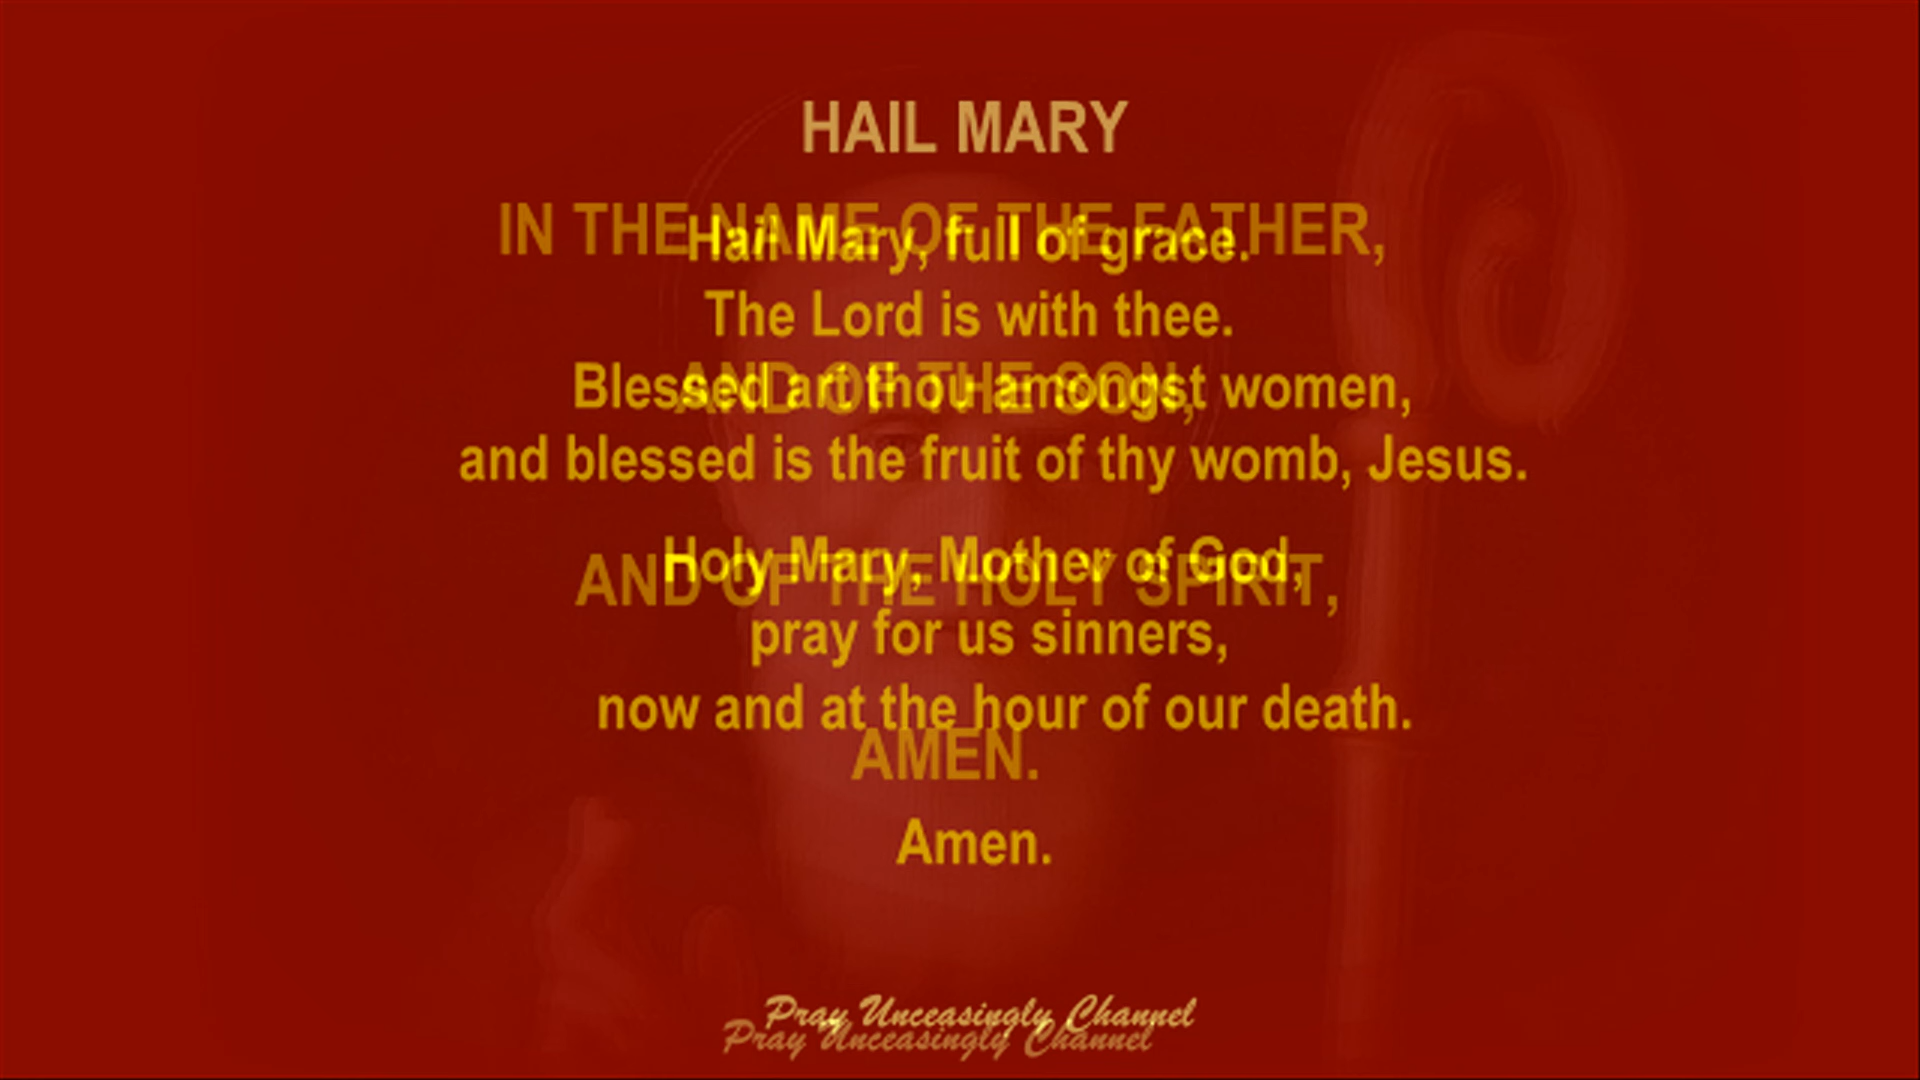 HAIL MARY
IN THE NAME OF THE FATHER,
Hail Mary, full of grace.
The Lord is with thee.
AND OF THE SON,
Blessed art thou amongst women,
and blessed is the fruit of thy womb, Jesus.
Holy Mary, Mother of God,
AND OF THE HOLY SPIRIT,
pray for us sinners,
now and at the hour of our death.
AMEN.
Amen.
Pray Unceasingly Channel
Pray Unceasingly Channel